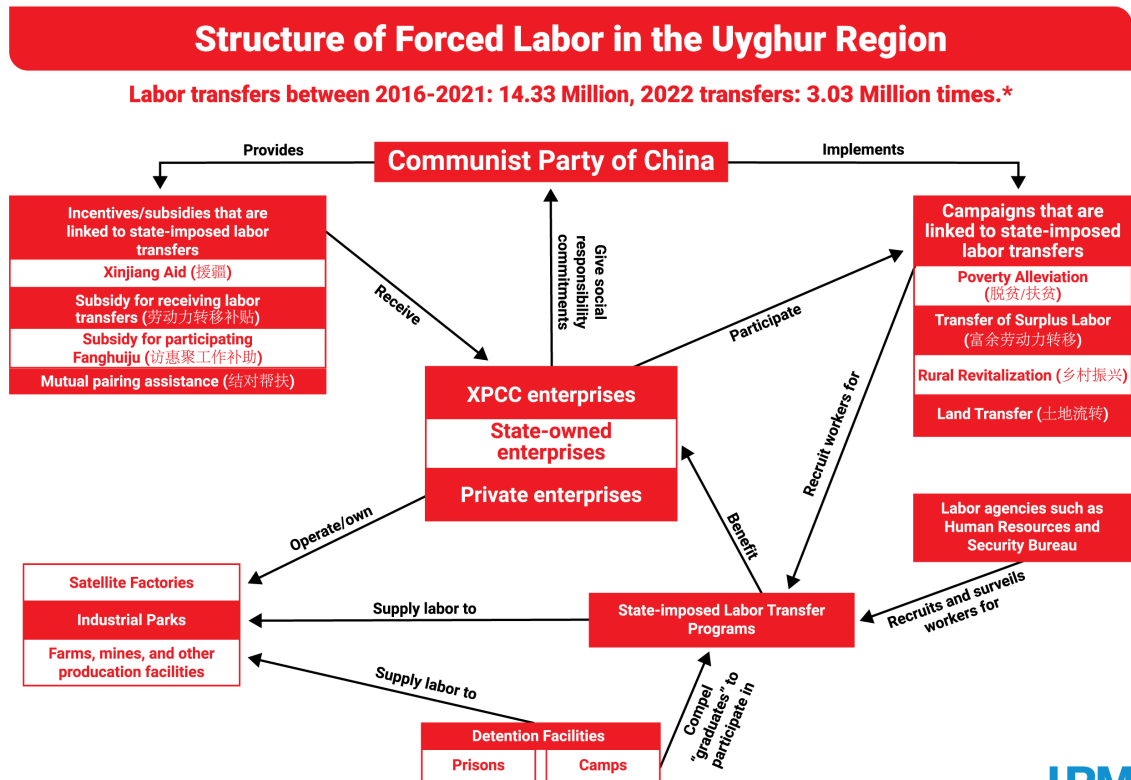 Structure of Forced Labor in the Uyghur Region
Labor transfers between 2016-2021: 14.33 Million, 2022 transfers: 3.03 Million times.*
Provides
Communist Party of China
Implements
Incentives/subsidies that are
linked to state-imposed labor
transfers
Xinjiang Aid (援疆)
Subsidy for receiving labor
transfers (劳动力转移补贴)
Subsidy for participating
Fanghuiju (访惠聚工作补助)
Mutual pairing assistance (结对帮扶)
Receive
Give social
responsibility
commitments
Participate
Campaigns that are
linked to state-imposed
labor transfers
Poverty Alleviation
(脱贫/扶贫)
Transfer of Surplus Labor
(富余劳动力转移)
Rural Revitalization (乡村振兴)
Land Transfer (土地流转)
XPCC enterprises
State-owned
enterprises
Private enterprises
Recruit workers for
Benefit
Operate/own
Labor agencies such as
Human Resources and
Security Bureau
Recruits and surveils
workers for
Satellite Factories
Industrial Parks
Farms, mines, and other
producation facilities
Supply labor to
State-imposed Labor Transfer
Programs
Supply labor to
Compel
"graduates" to
participate in
Detention Facilities
Prisons
Camps